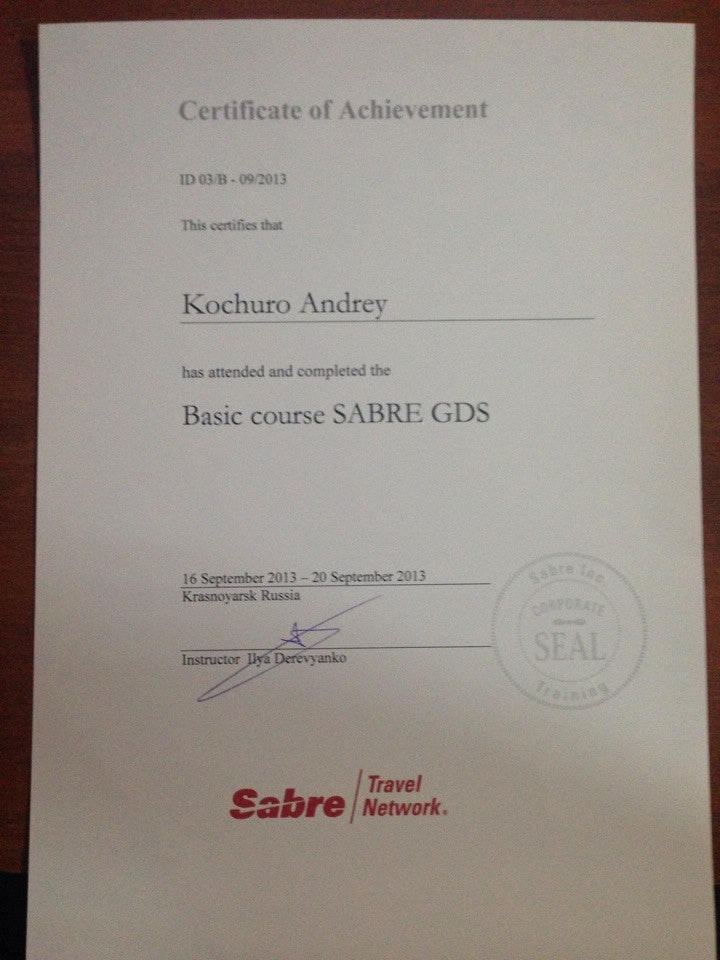 Certificate of Achievement
ID 03/B - 09/2013
This certifies that
Kochuro Andrey
has attended and completed the
Basic course SABRE GDS
16 September 2013 – 20 September 2013
Krasnoyarsk Russia
Instructor Ilya Derevyanko
Sabre Inc.
CORPORATE
SEAL
Training
Sabre
Travel
Network.